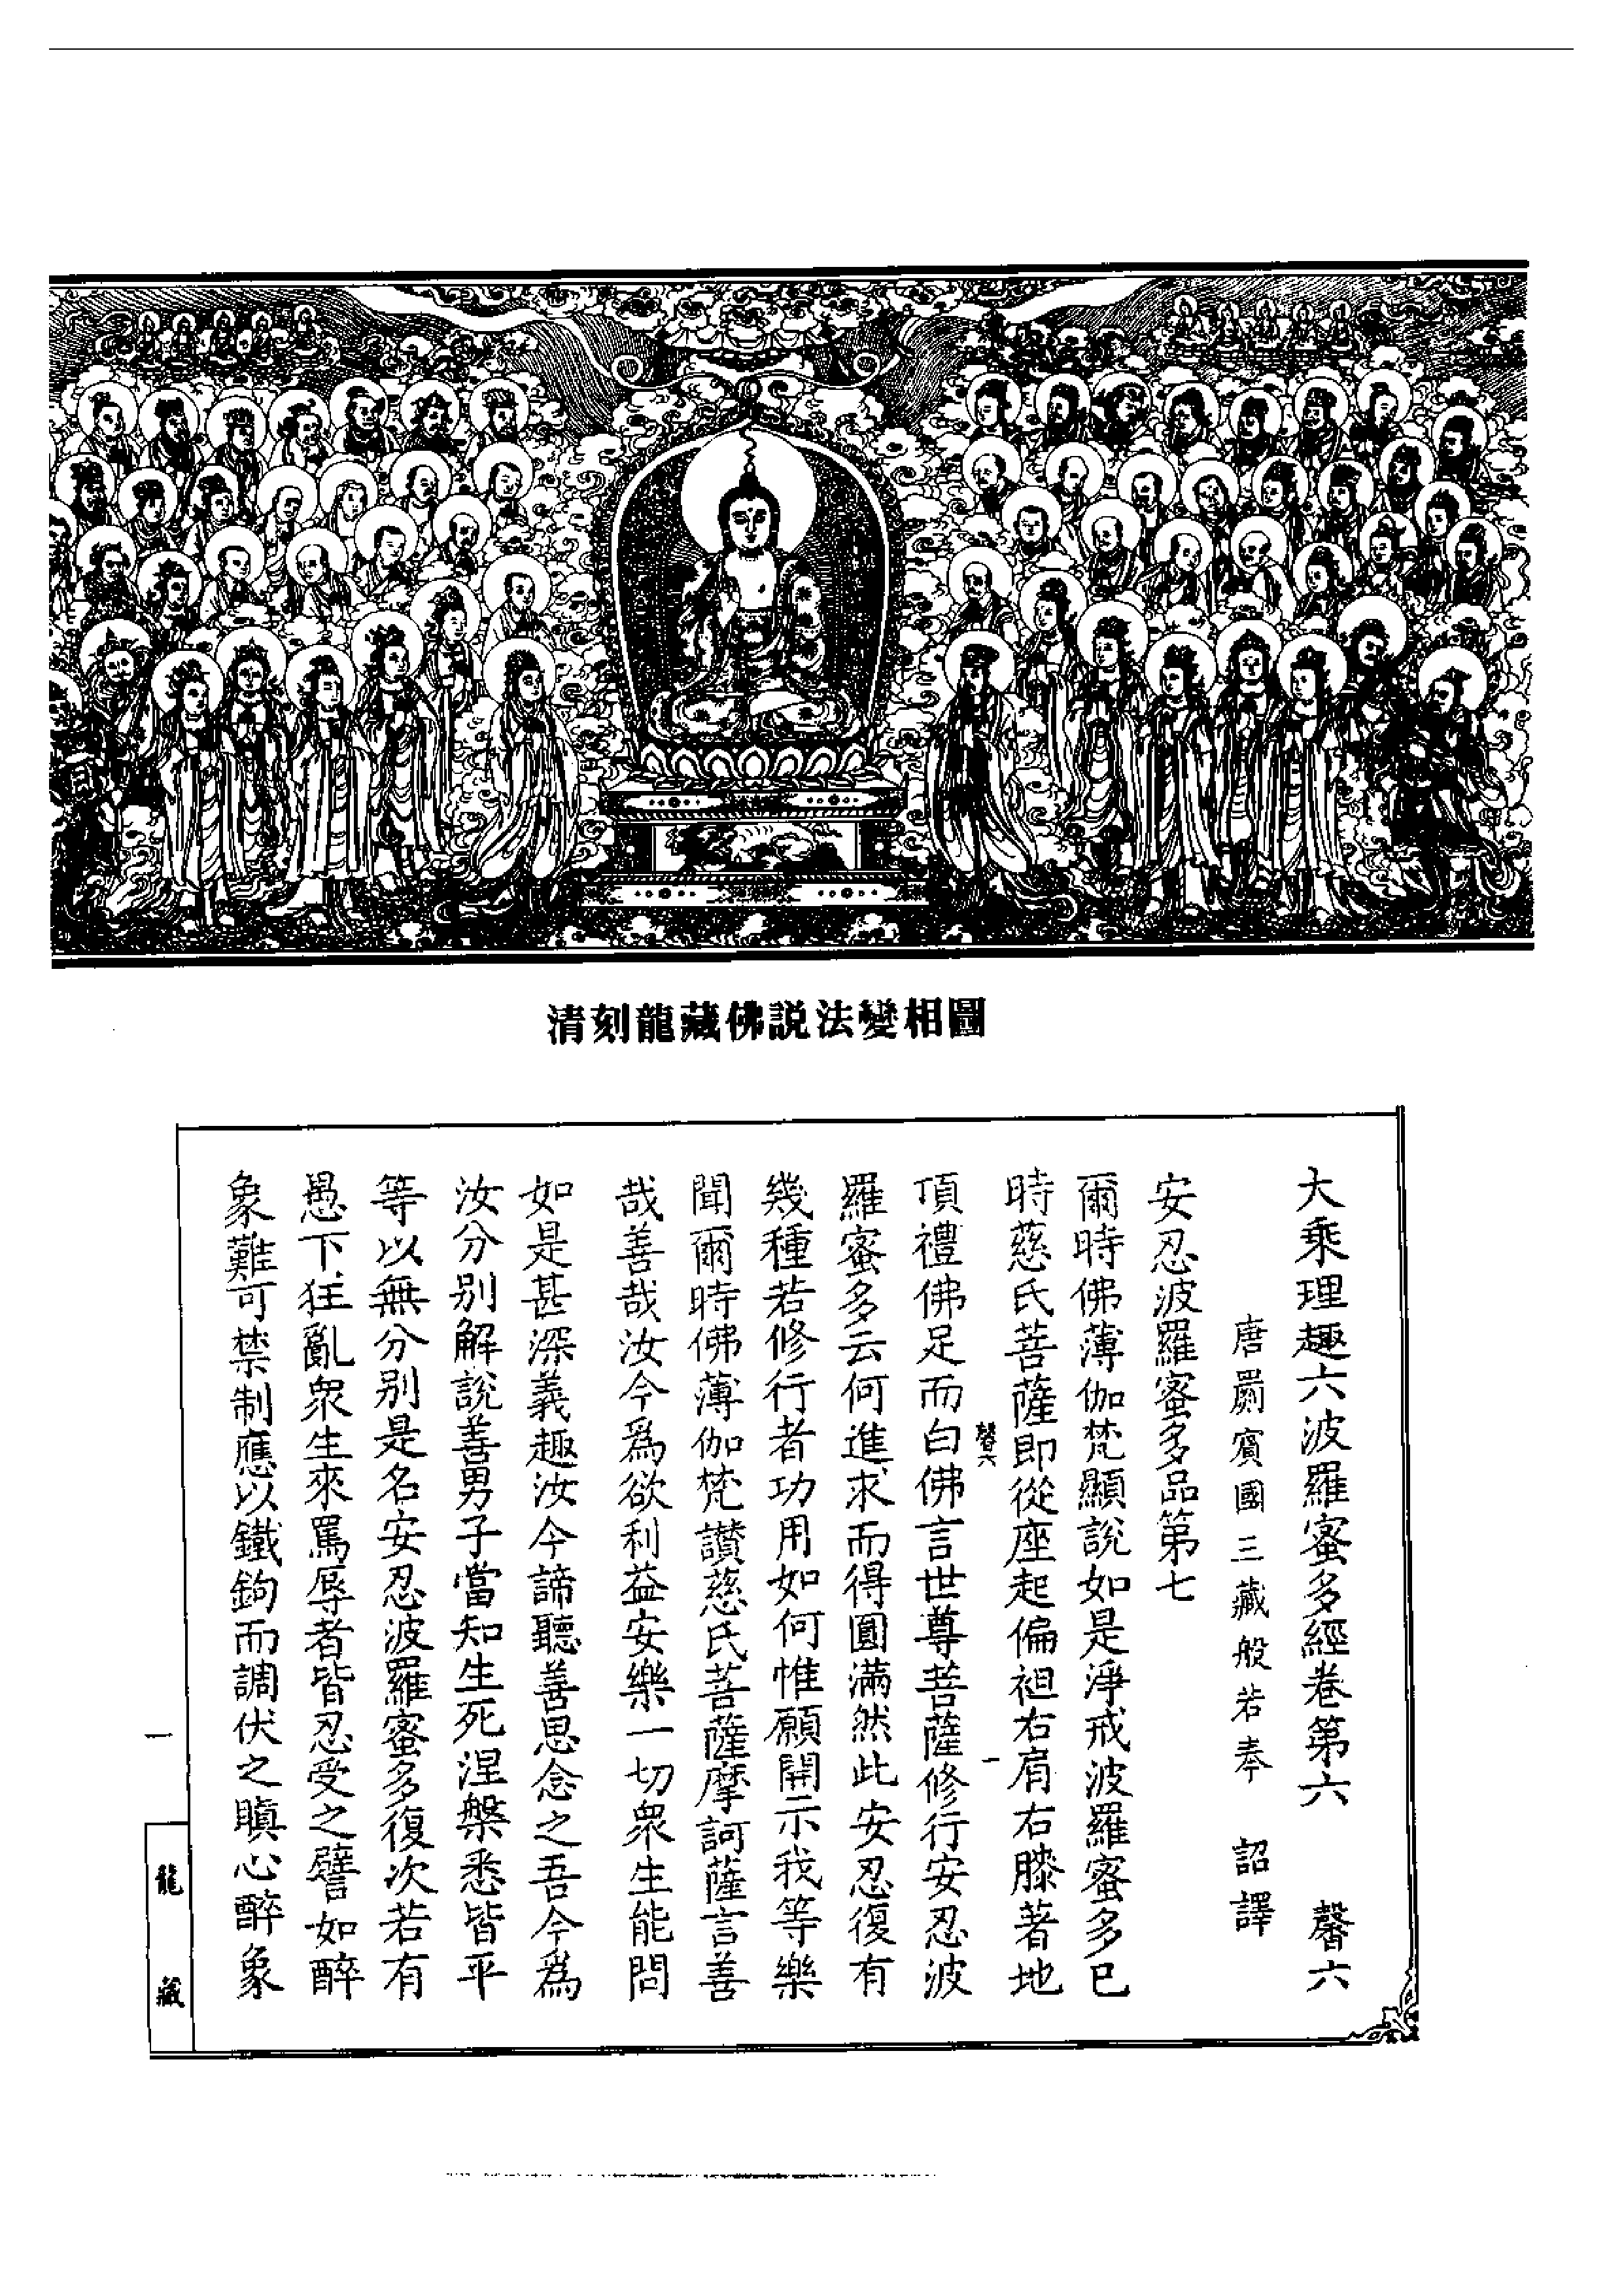 清刻龍藏佛説法變相圖
大乘理趣六波羅蜜多經卷第六 馨六
唐罽賓國三藏般若奉 詔譯
安忍波羅蜜多品第七
爾時佛薄伽梵顯説如是淨戒波羅蜜多已
時慈氏菩薩即從座起偏袒右肩右膝著地
馨六 一
頂禮佛足而白佛言世尊菩薩修行安忍波
羅蜜多云何進求而得圓滿然此安忍復有
幾種若修行者功用如何惟願開示我等樂
聞爾時佛薄伽梵讚慈氏菩薩摩訶薩言善
哉善哉汝今爲欲利益安樂一切衆生能問
如是甚深義趣汝今諦聽善思念之吾今爲
汝分别解說善男子當知生死涅槃悉皆平
等以無分别是名安忍波羅蜜多復次若有
愚下狂亂衆生來罵辱者皆忍受之譬如醉
象難可禁制應以鐵鉤而調伏之瞋心醉象
一
龍藏